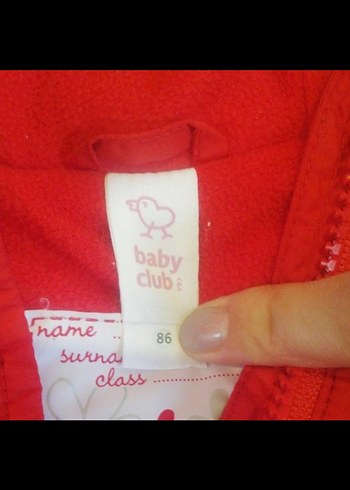 baby
club C&A
86
name ..
surna
class ..................